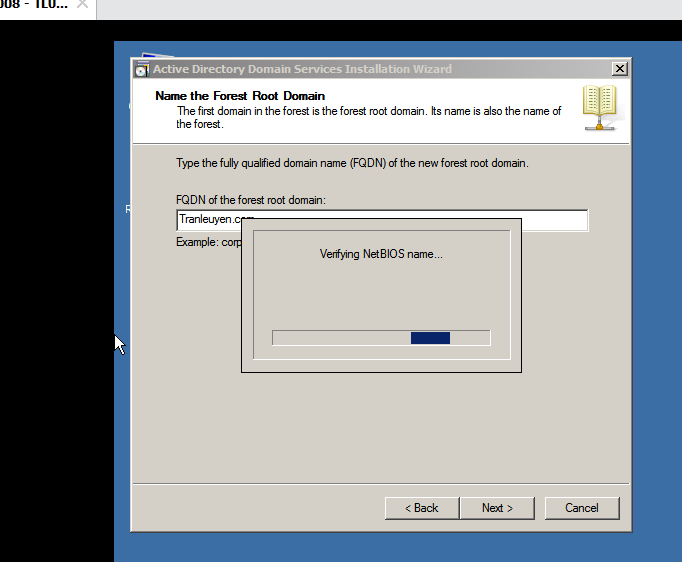 008 - TLU...
Active Directory Domain Services Installation Wizard
Name the Forest Root Domain
The first domain in the forest is the forest root domain. Its name is also the name of
the forest.
Type the fully qualified domain name (FQDN) of the new forest root domain.
FQDN of the forest root domain:
Tranleuyen.com
Example: corp
Verifying NetBIOS name...
< Back
Next >
Cancel